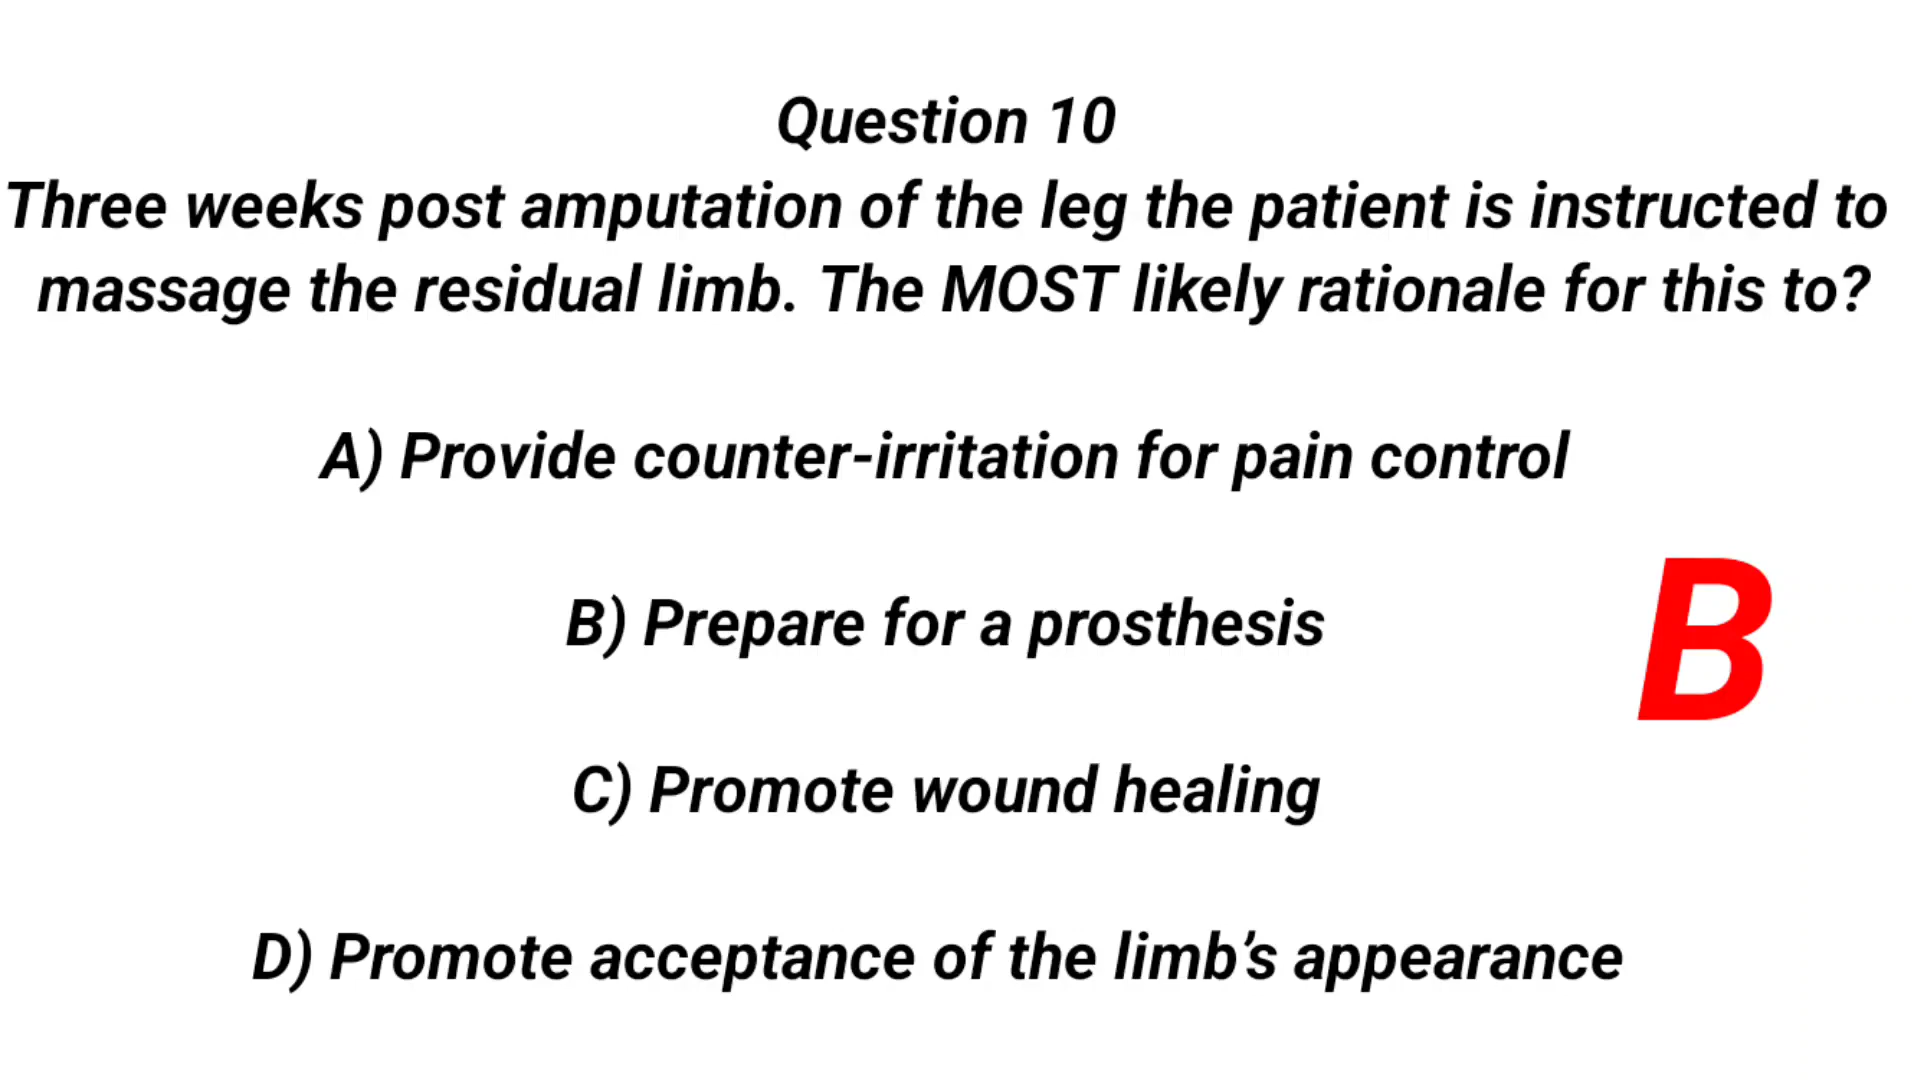 Question 10
Three weeks post amputation of the leg the patient is instructed to
massage the residual limb. The MOST likely rationale for this to?
A) Provide counter-irritation for pain control
B) Prepare for a prosthesis
B
C) Promote wound healing
D) Promote acceptance of the limb’s appearance